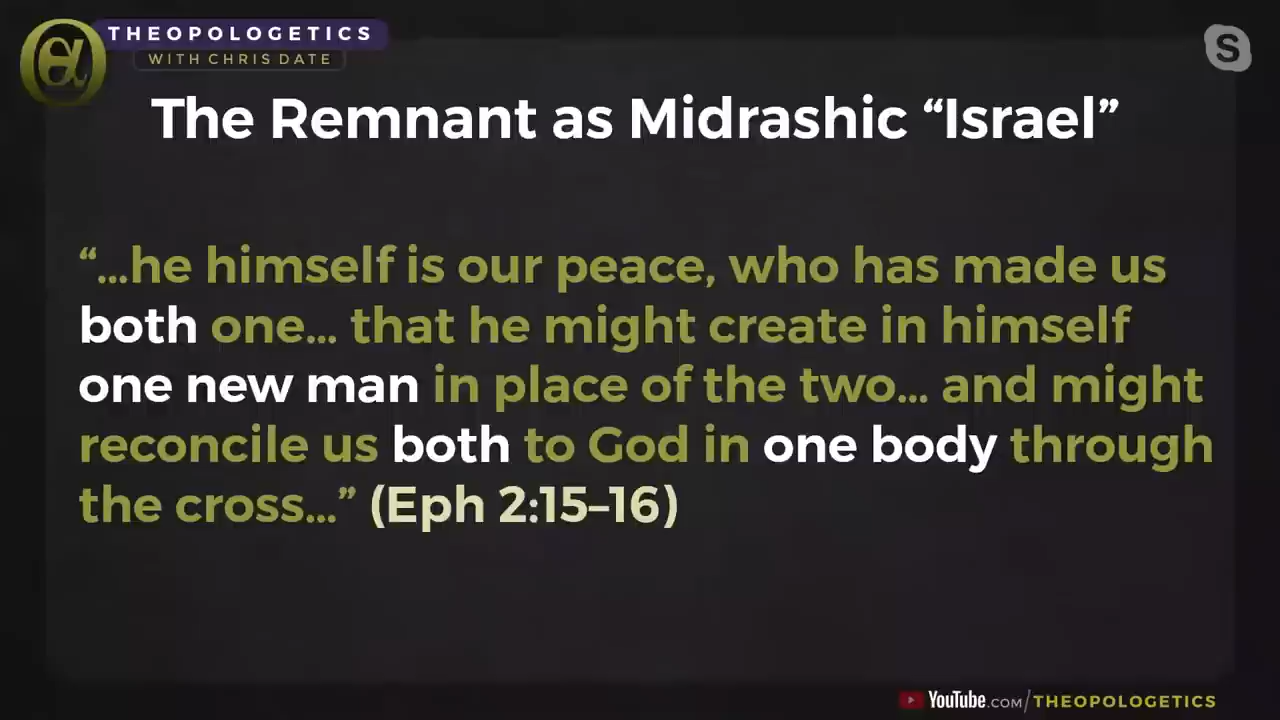 THEOPOLOGETICS
WITH CHRIS DATE
S
The Remnant as Midrashic “Israel”
“…he himself is our peace, who has made us
both one… that he might create in himself
one new man in place of the two… and might
reconcile us both to God in one body through
the cross…” (Eph 2:15–16)
YouTube.COM/THEOPOLOGETICS